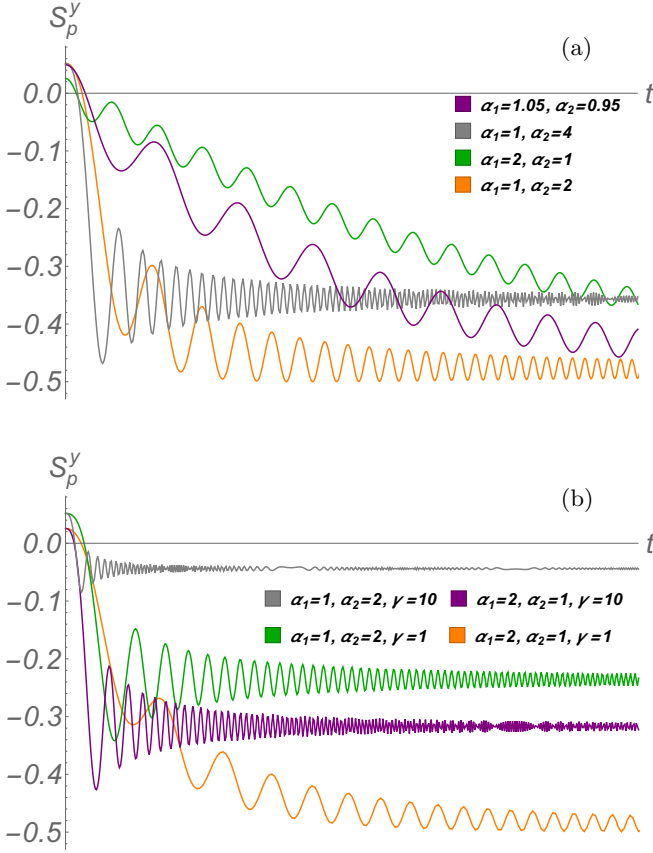 S_p^y
(a)
0.0
t
α₁=1.05, α₂=0.95
−0.1
α₁=1, α₂=4
α₁=2, α₂=1
−0.2
α₁=1, α₂=2
−0.3
−0.4
−0.5
S_p^y
(b)
0.0
t
−0.1
α₁=1, α₂=2, γ=10
α₁=2, α₂=1, γ=10
α₁=1, α₂=2, γ=1
α₁=2, α₂=1, γ=1
−0.2
−0.3
−0.4
−0.5